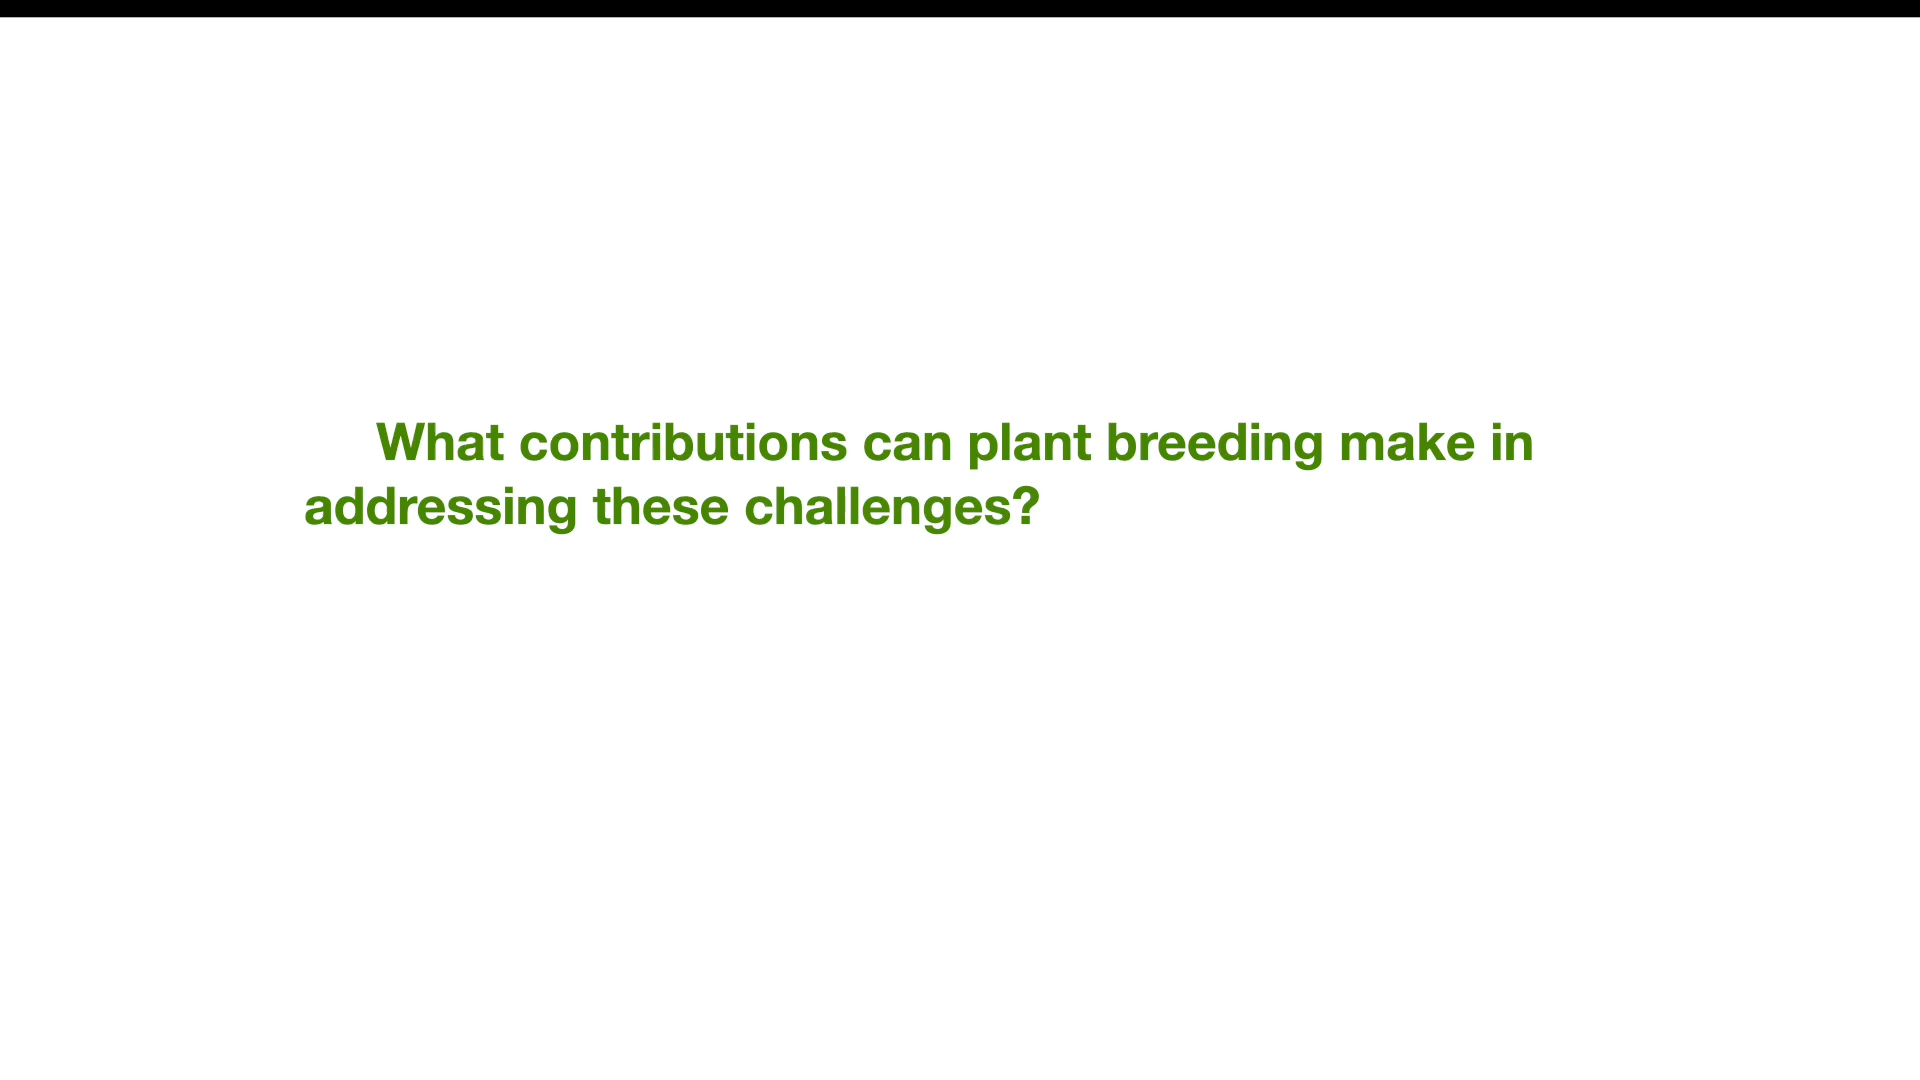 What contributions can plant breeding make in
addressing these challenges?